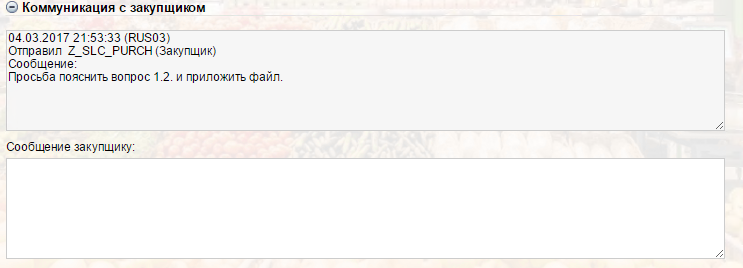 Коммуникация с закупщиком
04.03.2017 21:53:33 (RUS03)
Отправил Z_SLC_PURCH (Закупщик)
Сообщение:
Просьба пояснить вопрос 1.2. и приложить файл.
Сообщение закупщику: